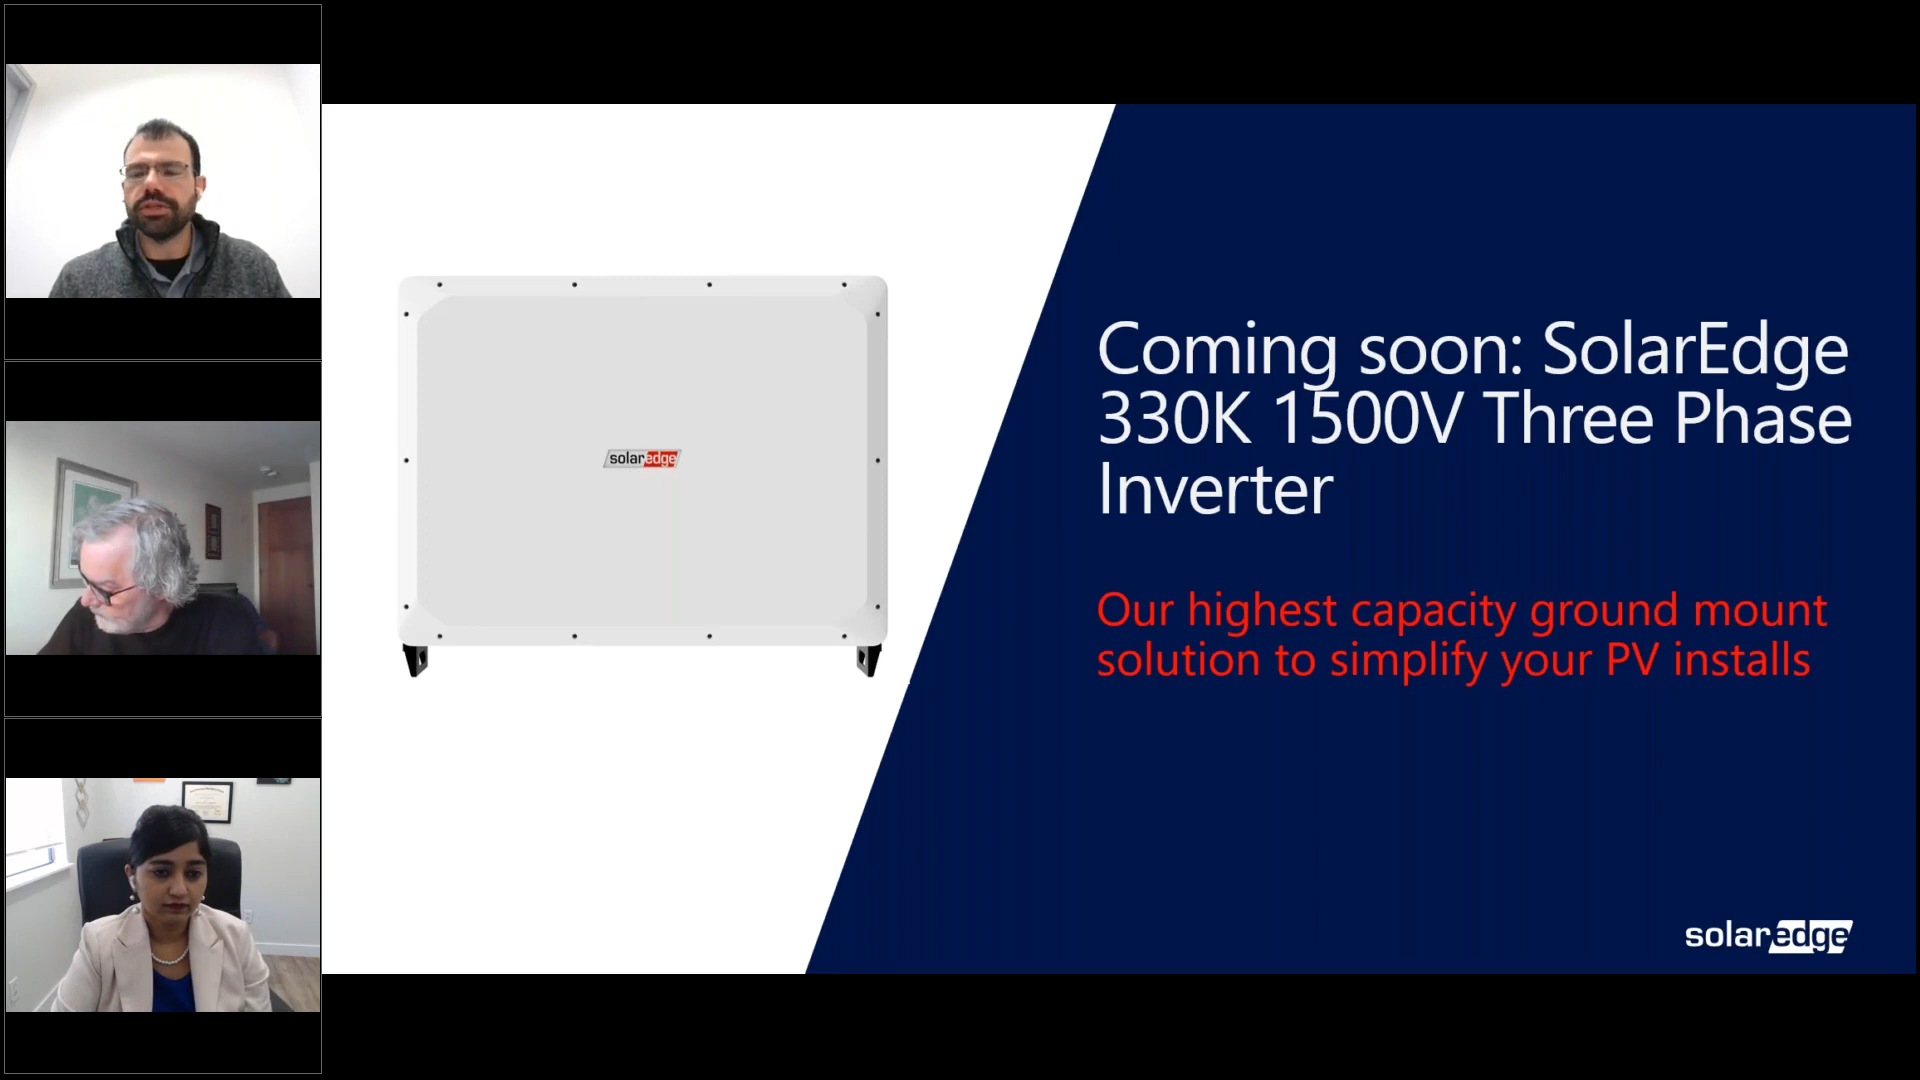 solaredge
Coming soon: SolarEdge
330K 1500V Three Phase
Inverter
Our highest capacity ground mount
solution to simplify your PV installs
solaredge